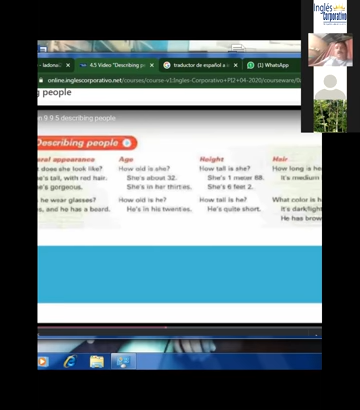 Inglés
Corporativo
4.5 Video "Describing pe
traductor de español a
(1) WhatsApp
online.inglescorporativo.net/courses/course-v1:Ingles-Corporativo+PI2+04-2020/courseware/
g people
n 9 9.5 describing people
Describing people
eral appearance
does she look like?
e's tall, with red hair.
e's gorgeous.
he wear glasses?
s, and he has a beard.
Age
How old is she?
She's about 32.
She's in her thirties.
How old is he?
He's in his twenties.
Height
How tall is she?
She's 1 meter 88.
She's 6 feet 2.
How tall is he?
He's quite short.
Hair
How long is he
It's medium
What color is h
It's dark/light
He has brow